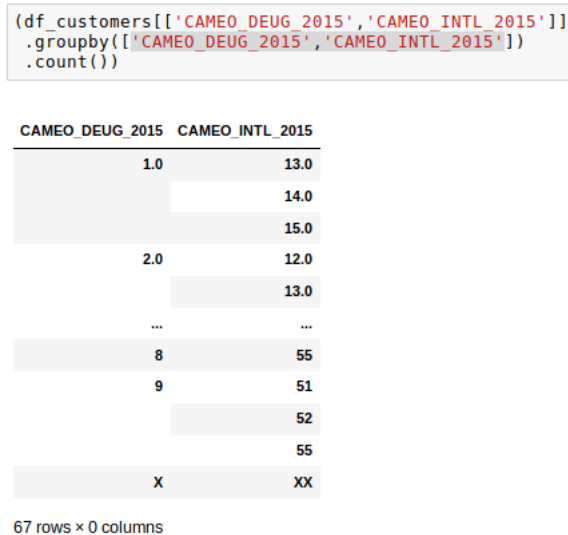 (df_customers[['CAMEO_DEUG_2015','CAMEO_INTL_2015']]
.groupby(['CAMEO_DEUG_2015','CAMEO_INTL_2015'])
.count())
CAMEO_DEUG_2015 CAMEO_INTL_2015
1.0 13.0
14.0
15.0
2.0 12.0
13.0
... ...
8 55
9 51
52
55
X XX
67 rows × 0 columns